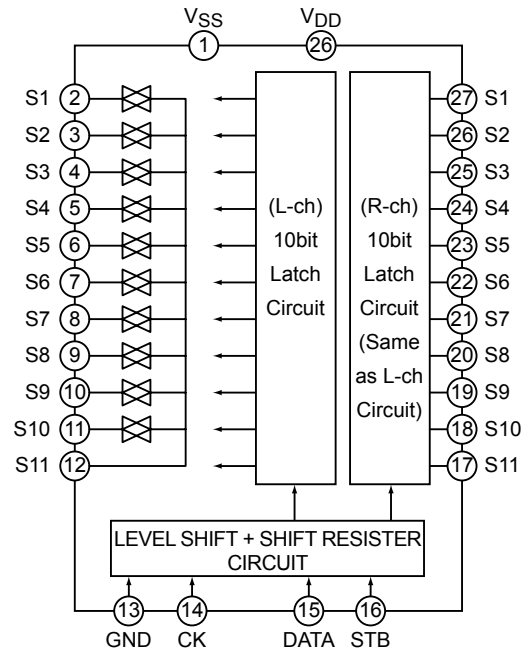 VSS VDD
1 26
S1 2 27 S1
S2 3 26 S2
S3 4 25 S3
S4 5 24 S4
S5 6 23 S5
S6 7 22 S6
S7 8 21 S7
S8 9 20 S8
S9 10 19 S9
S10 11 18 S10
S11 12 17 S11
(L-ch)
10bit
Latch
Circuit
(R-ch)
10bit
Latch
Circuit
(Same
as L-ch
Circuit)
LEVEL SHIFT + SHIFT RESISTER
CIRCUIT
13 14 15 16
GND CK DATA STB